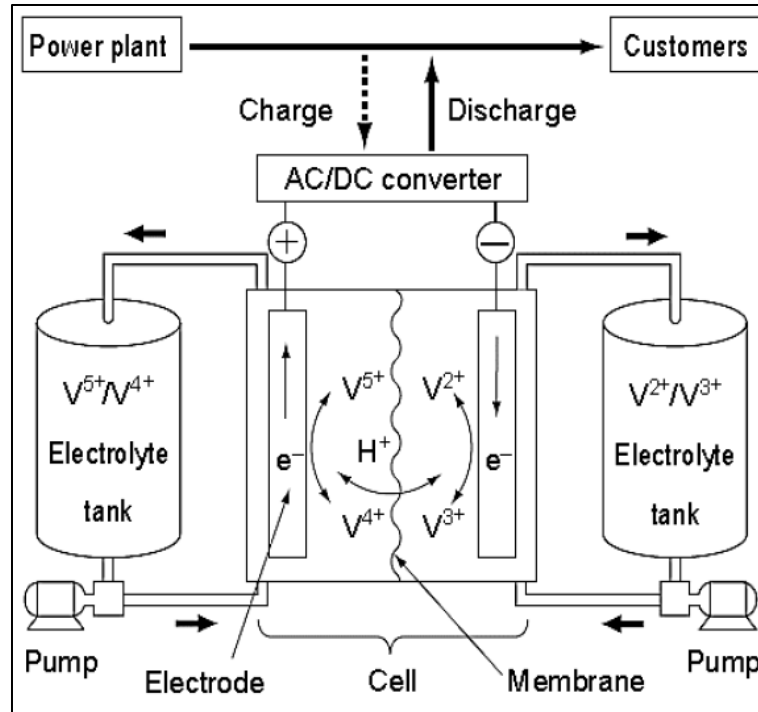 Power plant
Customers
Charge
Discharge
AC/DC converter
+
−
V⁵⁺/V⁴⁺
Electrolyte
tank
e⁻
V⁵⁺
H⁺
V⁴⁺
V²⁺
V³⁺
e⁻
V²⁺/V³⁺
Electrolyte
tank
Pump
Electrode
Cell
Membrane
Pump